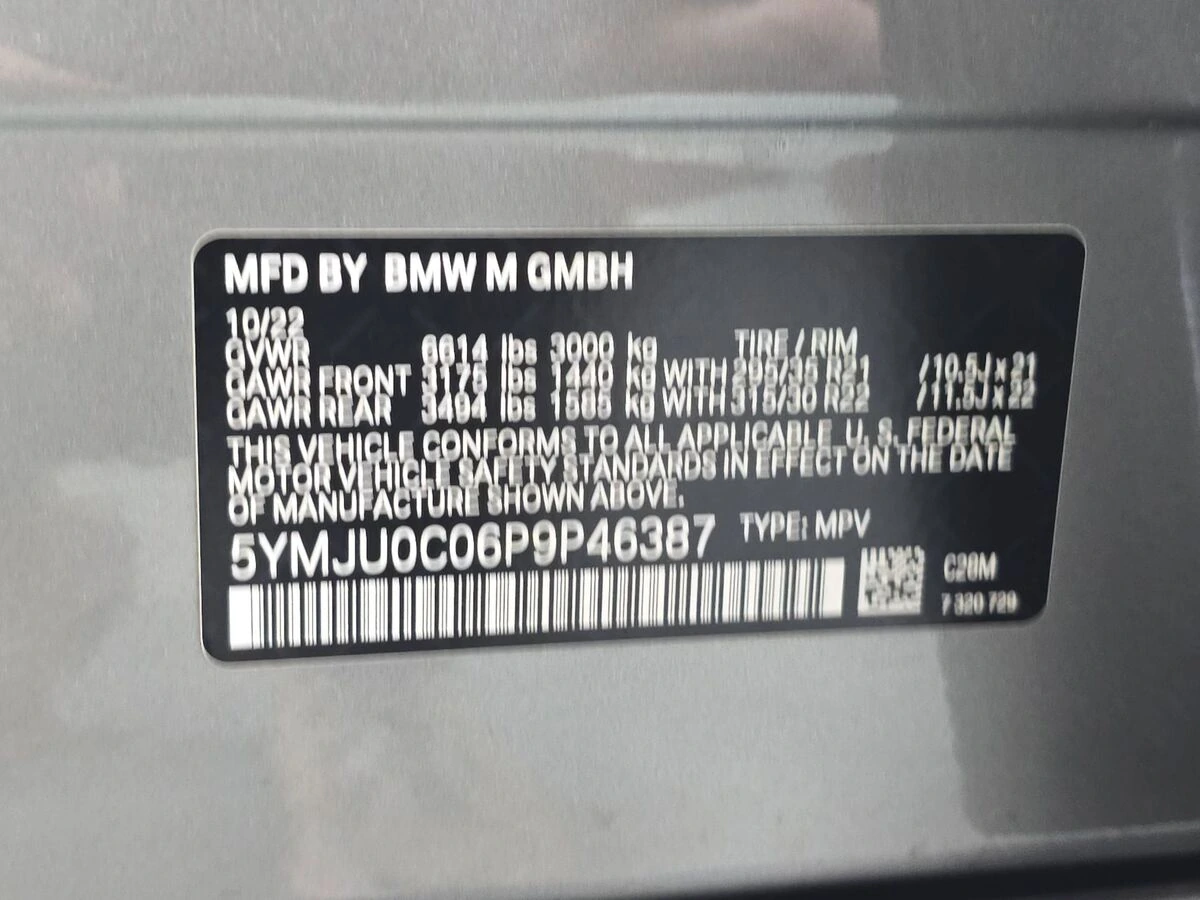 MFD BY BMW M GMBH
10/22
GVWR 6614 lbs 3000 kg TIRE / RIM
GAWR FRONT 3175 lbs 1440 kg WITH 295/35 R21 /10.5J x 21
GAWR REAR 3494 lbs 1585 kg WITH 315/30 R22 /11.5J x 22
THIS VEHICLE CONFORMS TO ALL APPLICABLE U. S. FEDERAL
MOTOR VEHICLE SAFETY STANDARDS IN EFFECT ON THE DATE
OF MANUFACTURE SHOWN ABOVE.
5YMJU0C06P9P46387 TYPE: MPV
C28M
7 320 729